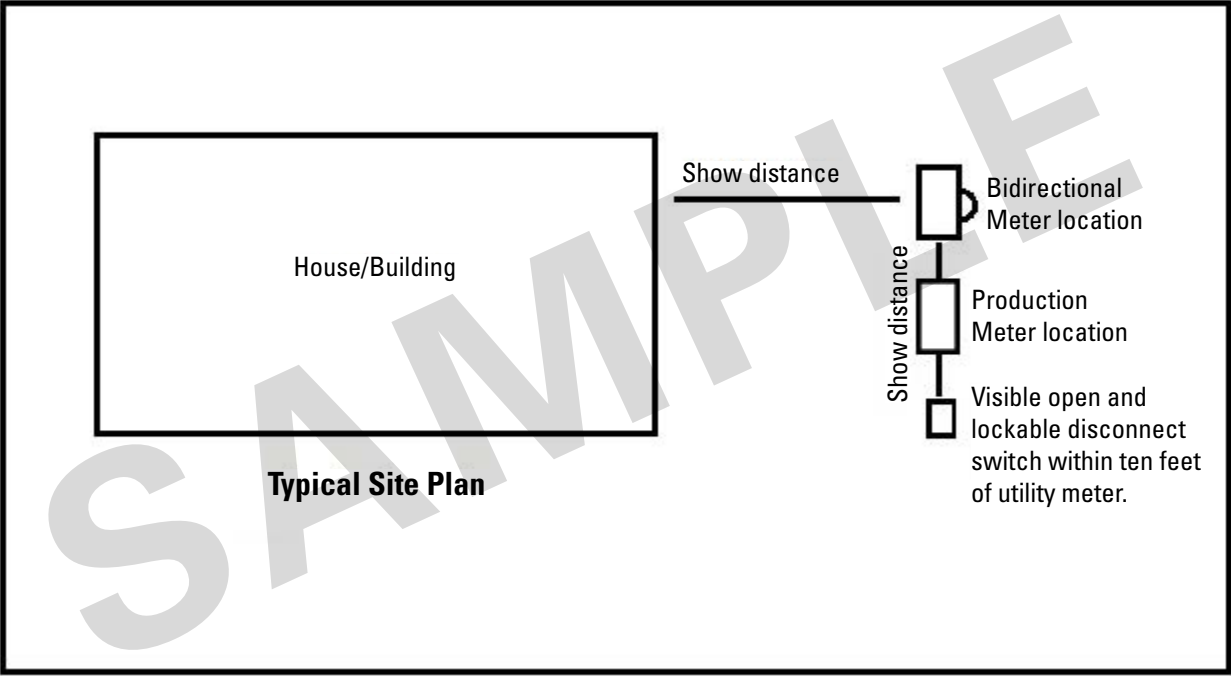 SAMPLE
Show distance
Bidirectional
Meter location
House/Building
Show distance
Production
Meter location
Visible open and
lockable disconnect
switch within ten feet
of utility meter.
Typical Site Plan